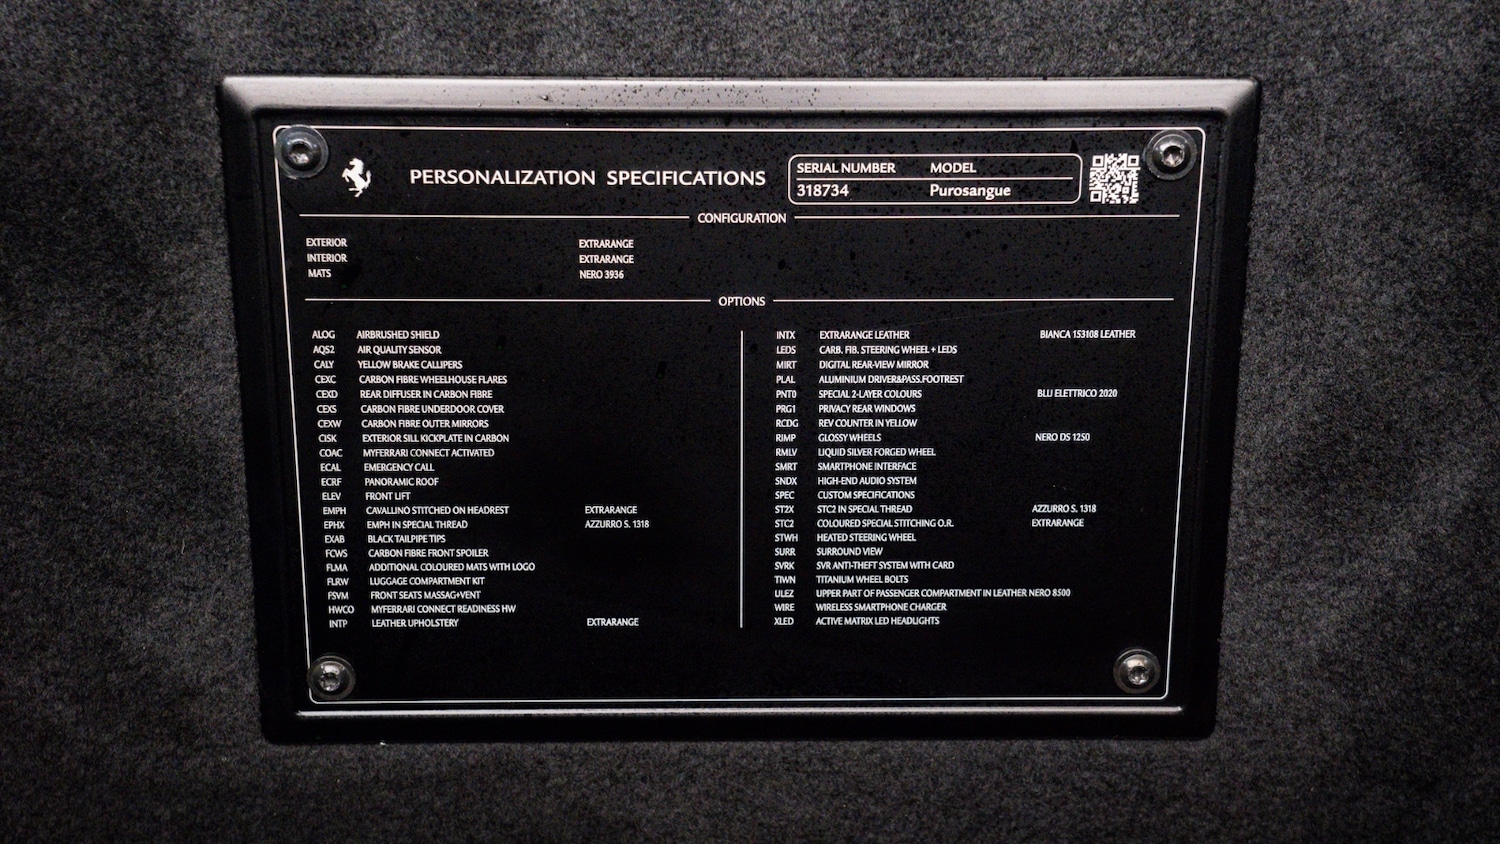 PERSONALIZATION SPECIFICATIONS
SERIAL NUMBER MODEL
318734 Purosangue
CONFIGURATION
EXTERIOR EXTRARANGE
INTERIOR EXTRARANGE
MATS NERO 3936
OPTIONS
ALOG AIRBRUSHED SHIELD
AQS2 AIR QUALITY SENSOR
CALY YELLOW BRAKE CALLIPERS
CEXC CARBON FIBRE WHEELHOUSE FLARES
CEXD REAR DIFFUSER IN CARBON FIBRE
CEXS CARBON FIBRE UNDERDOOR COVER
CEXW CARBON FIBRE OUTER MIRRORS
CISK EXTERIOR SILL KICKPLATE IN CARBON
COAC MYFERRARI CONNECT ACTIVATED
ECAL EMERGENCY CALL
ECRF PANORAMIC ROOF
ELEV FRONT LIFT
EMPH CAVALLINO STITCHED ON HEADREST EXTRARANGE
EPHX EMPH IN SPECIAL THREAD AZZURRO S. 1318
EXAB BLACK TAILPIPE TIPS
FCWS CARBON FIBRE FRONT SPOILER
FLMA ADDITIONAL COLOURED MATS WITH LOGO
FLRW LUGGAGE COMPARTMENT KIT
FSVM FRONT SEATS MASSAG+VENT
HWCO MYFERRARI CONNECT READINESS HW
INTP LEATHER UPHOLSTERY EXTRARANGE
INTX EXTRARANGE LEATHER BIANCA 153108 LEATHER
LEDS CARB. FIB. STEERING WHEEL + LEDS
MIRT DIGITAL REAR-VIEW MIRROR
PLAL ALUMINIUM DRIVER&PASS.FOOTREST
PNT0 SPECIAL 2-LAYER COLOURS BLU ELETTRICO 2020
PRG1 PRIVACY REAR WINDOWS
RCDG REV COUNTER IN YELLOW
RIMP GLOSSY WHEELS NERO DS 1250
RMLV LIQUID SILVER FORGED WHEEL
SMRT SMARTPHONE INTERFACE
SNDX HIGH-END AUDIO SYSTEM
SPEC CUSTOM SPECIFICATIONS
ST2X STC2 IN SPECIAL THREAD AZZURRO S. 1318
STC2 COLOURED SPECIAL STITCHING O.R. EXTRARANGE
STWH HEATED STEERING WHEEL
SURR SURROUND VIEW
SVRK SVR ANTI-THEFT SYSTEM WITH CARD
TIWN TITANIUM WHEEL BOLTS
ULEZ UPPER PART OF PASSENGER COMPARTMENT IN LEATHER NERO 8500
WIRE WIRELESS SMARTPHONE CHARGER
XLED ACTIVE MATRIX LED HEADLIGHTS